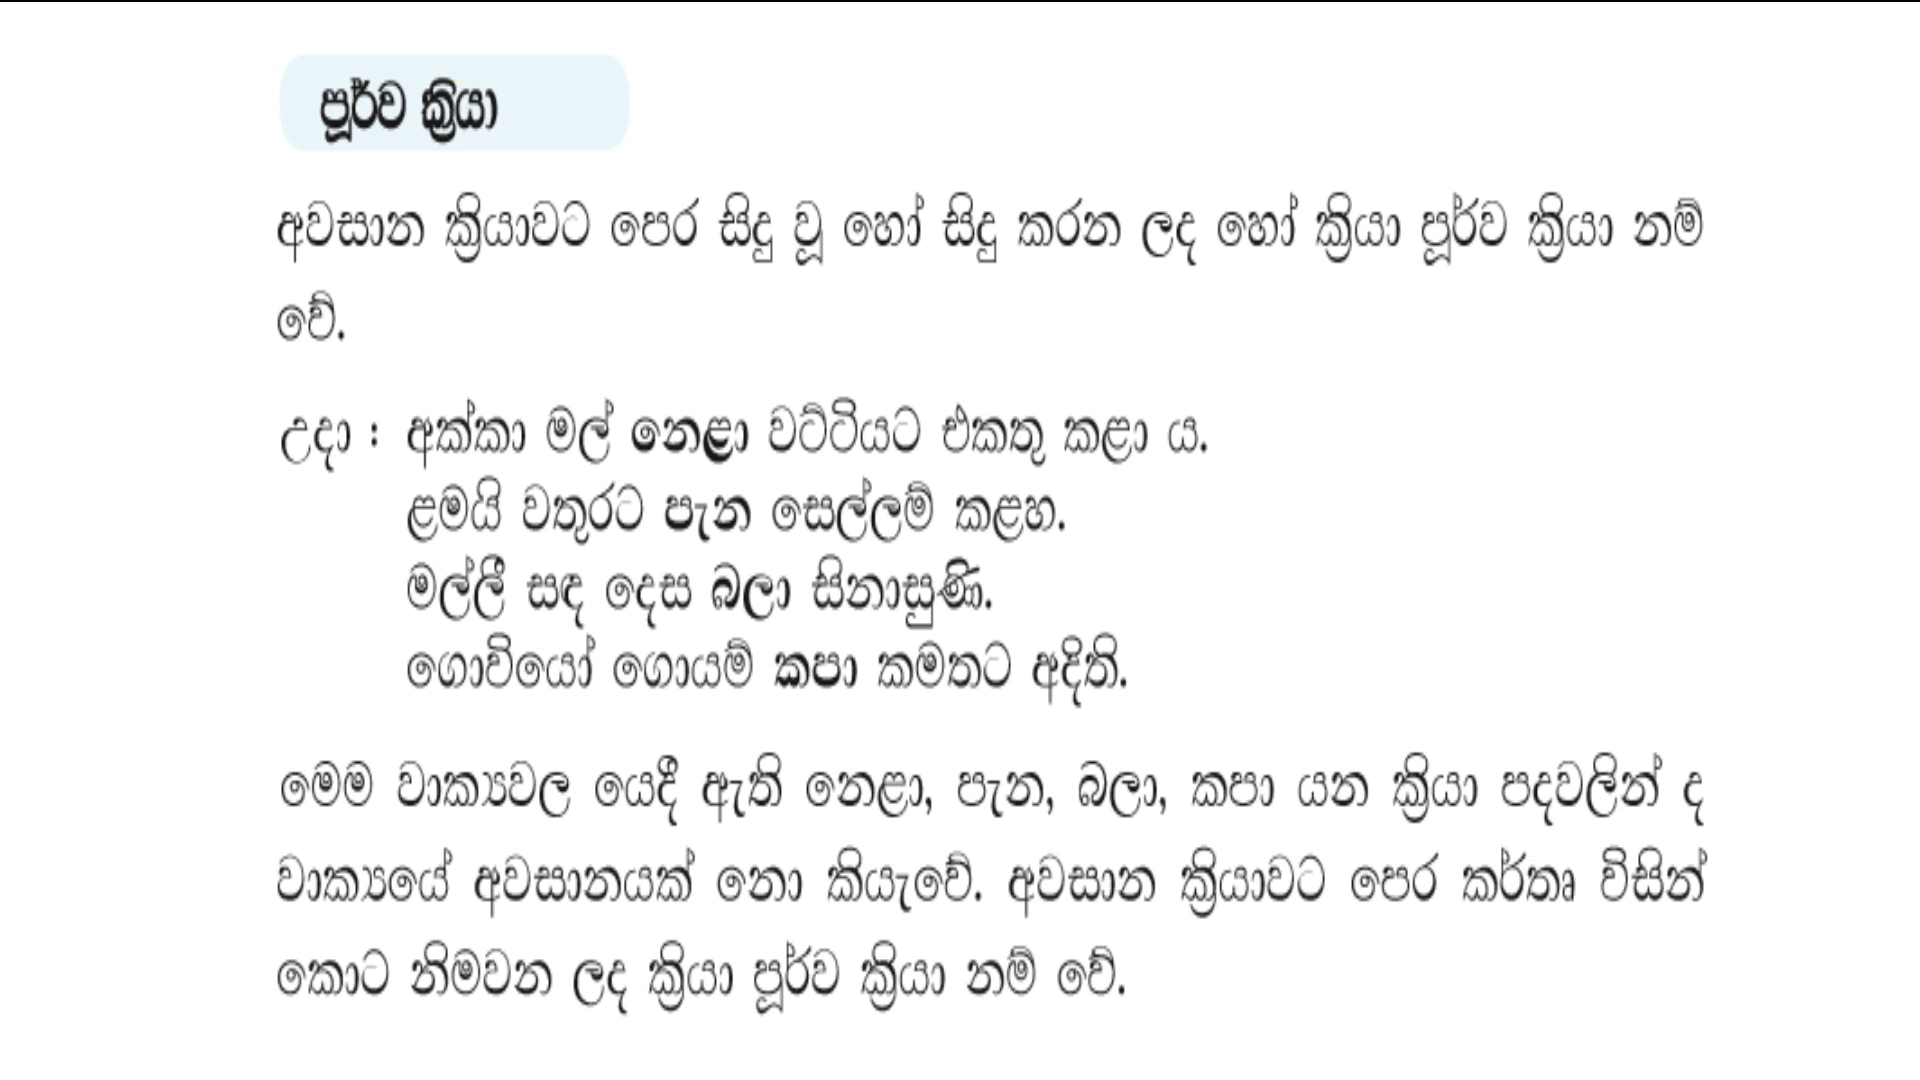 පූර්ව ක්‍රියා
අවසාන ක්‍රියාවට පෙර සිදු වූ හෝ සිදු කරන ලද හෝ ක්‍රියා පූර්ව ක්‍රියා නම්
වේ.
උදා : අක්කා මල් නෙළා වට්ටියට එකතු කළා ය.
ළමයි වතුරට පැන සෙල්ලම් කළහ.
මල්ලී සඳ දෙස බලා සිනාසුණි.
ගොවියෝ ගොයම් කපා කමතට අදිති.
මෙම වාක්‍යවල යෙදී ඇති නෙළා, පැන, බලා, කපා යන ක්‍රියා පදවලින් ද
වාක්‍යයේ අවසානයක් නො කියැවේ. අවසාන ක්‍රියාවට පෙර කර්තෘ විසින්
කොට නිමවන ලද ක්‍රියා පූර්ව ක්‍රියා නම් වේ.